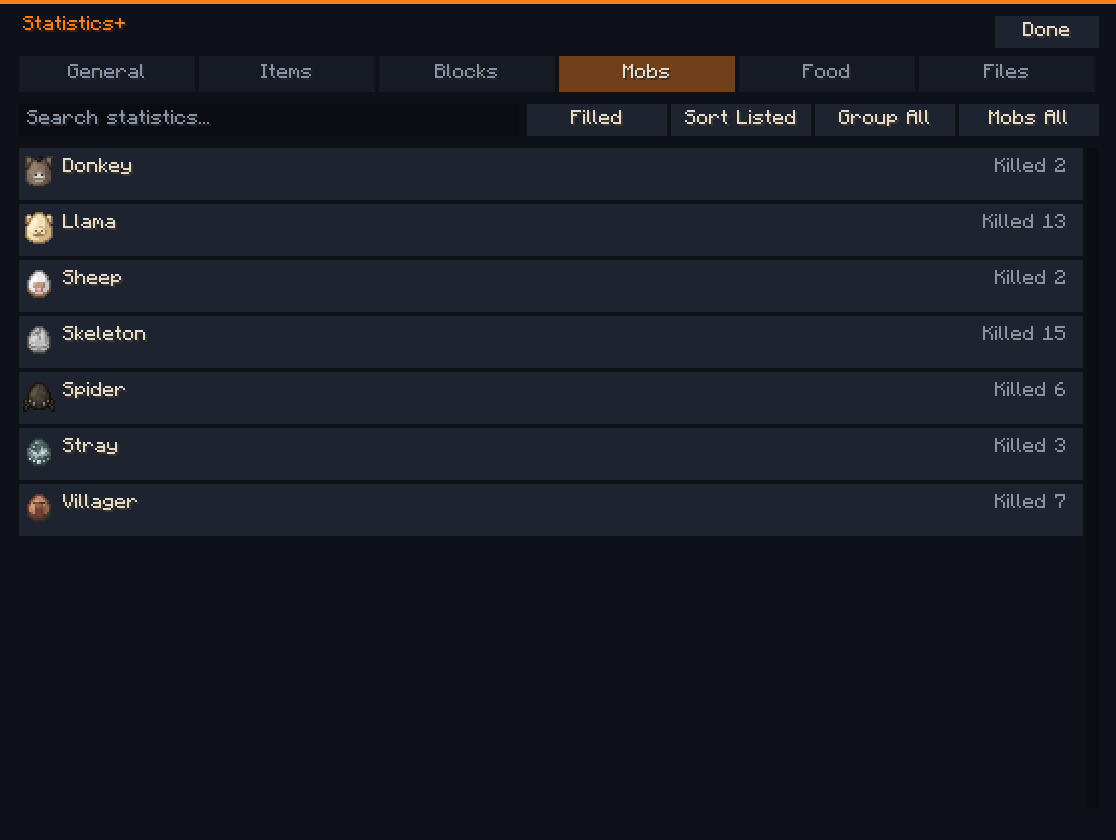 Statistics+
Done
General Items Blocks Mobs Food Files
Search statistics... Filled Sort Listed Group All Mobs All
Donkey Killed 2
Llama Killed 13
Sheep Killed 2
Skeleton Killed 15
Spider Killed 6
Stray Killed 3
Villager Killed 7